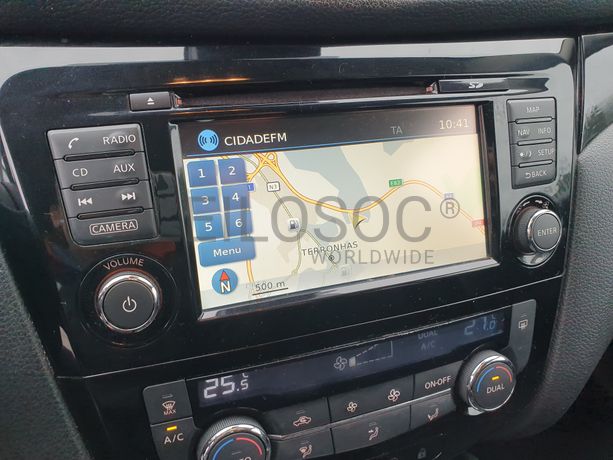 SD
RADIO
CD AUX
CAMERA
VOLUME
CIDADEFM
TA
10:41
1 2
3 4
5 6
Menu
N
500 m
N3
E82
TERRONHAS
MAP
NAV INFO
SETUP
BACK
ENTER
LOSOC®
WORLDWIDE
25.5 °C
DUAL
A/C
21.0
MAX
A/C
ON-OFF
DUAL